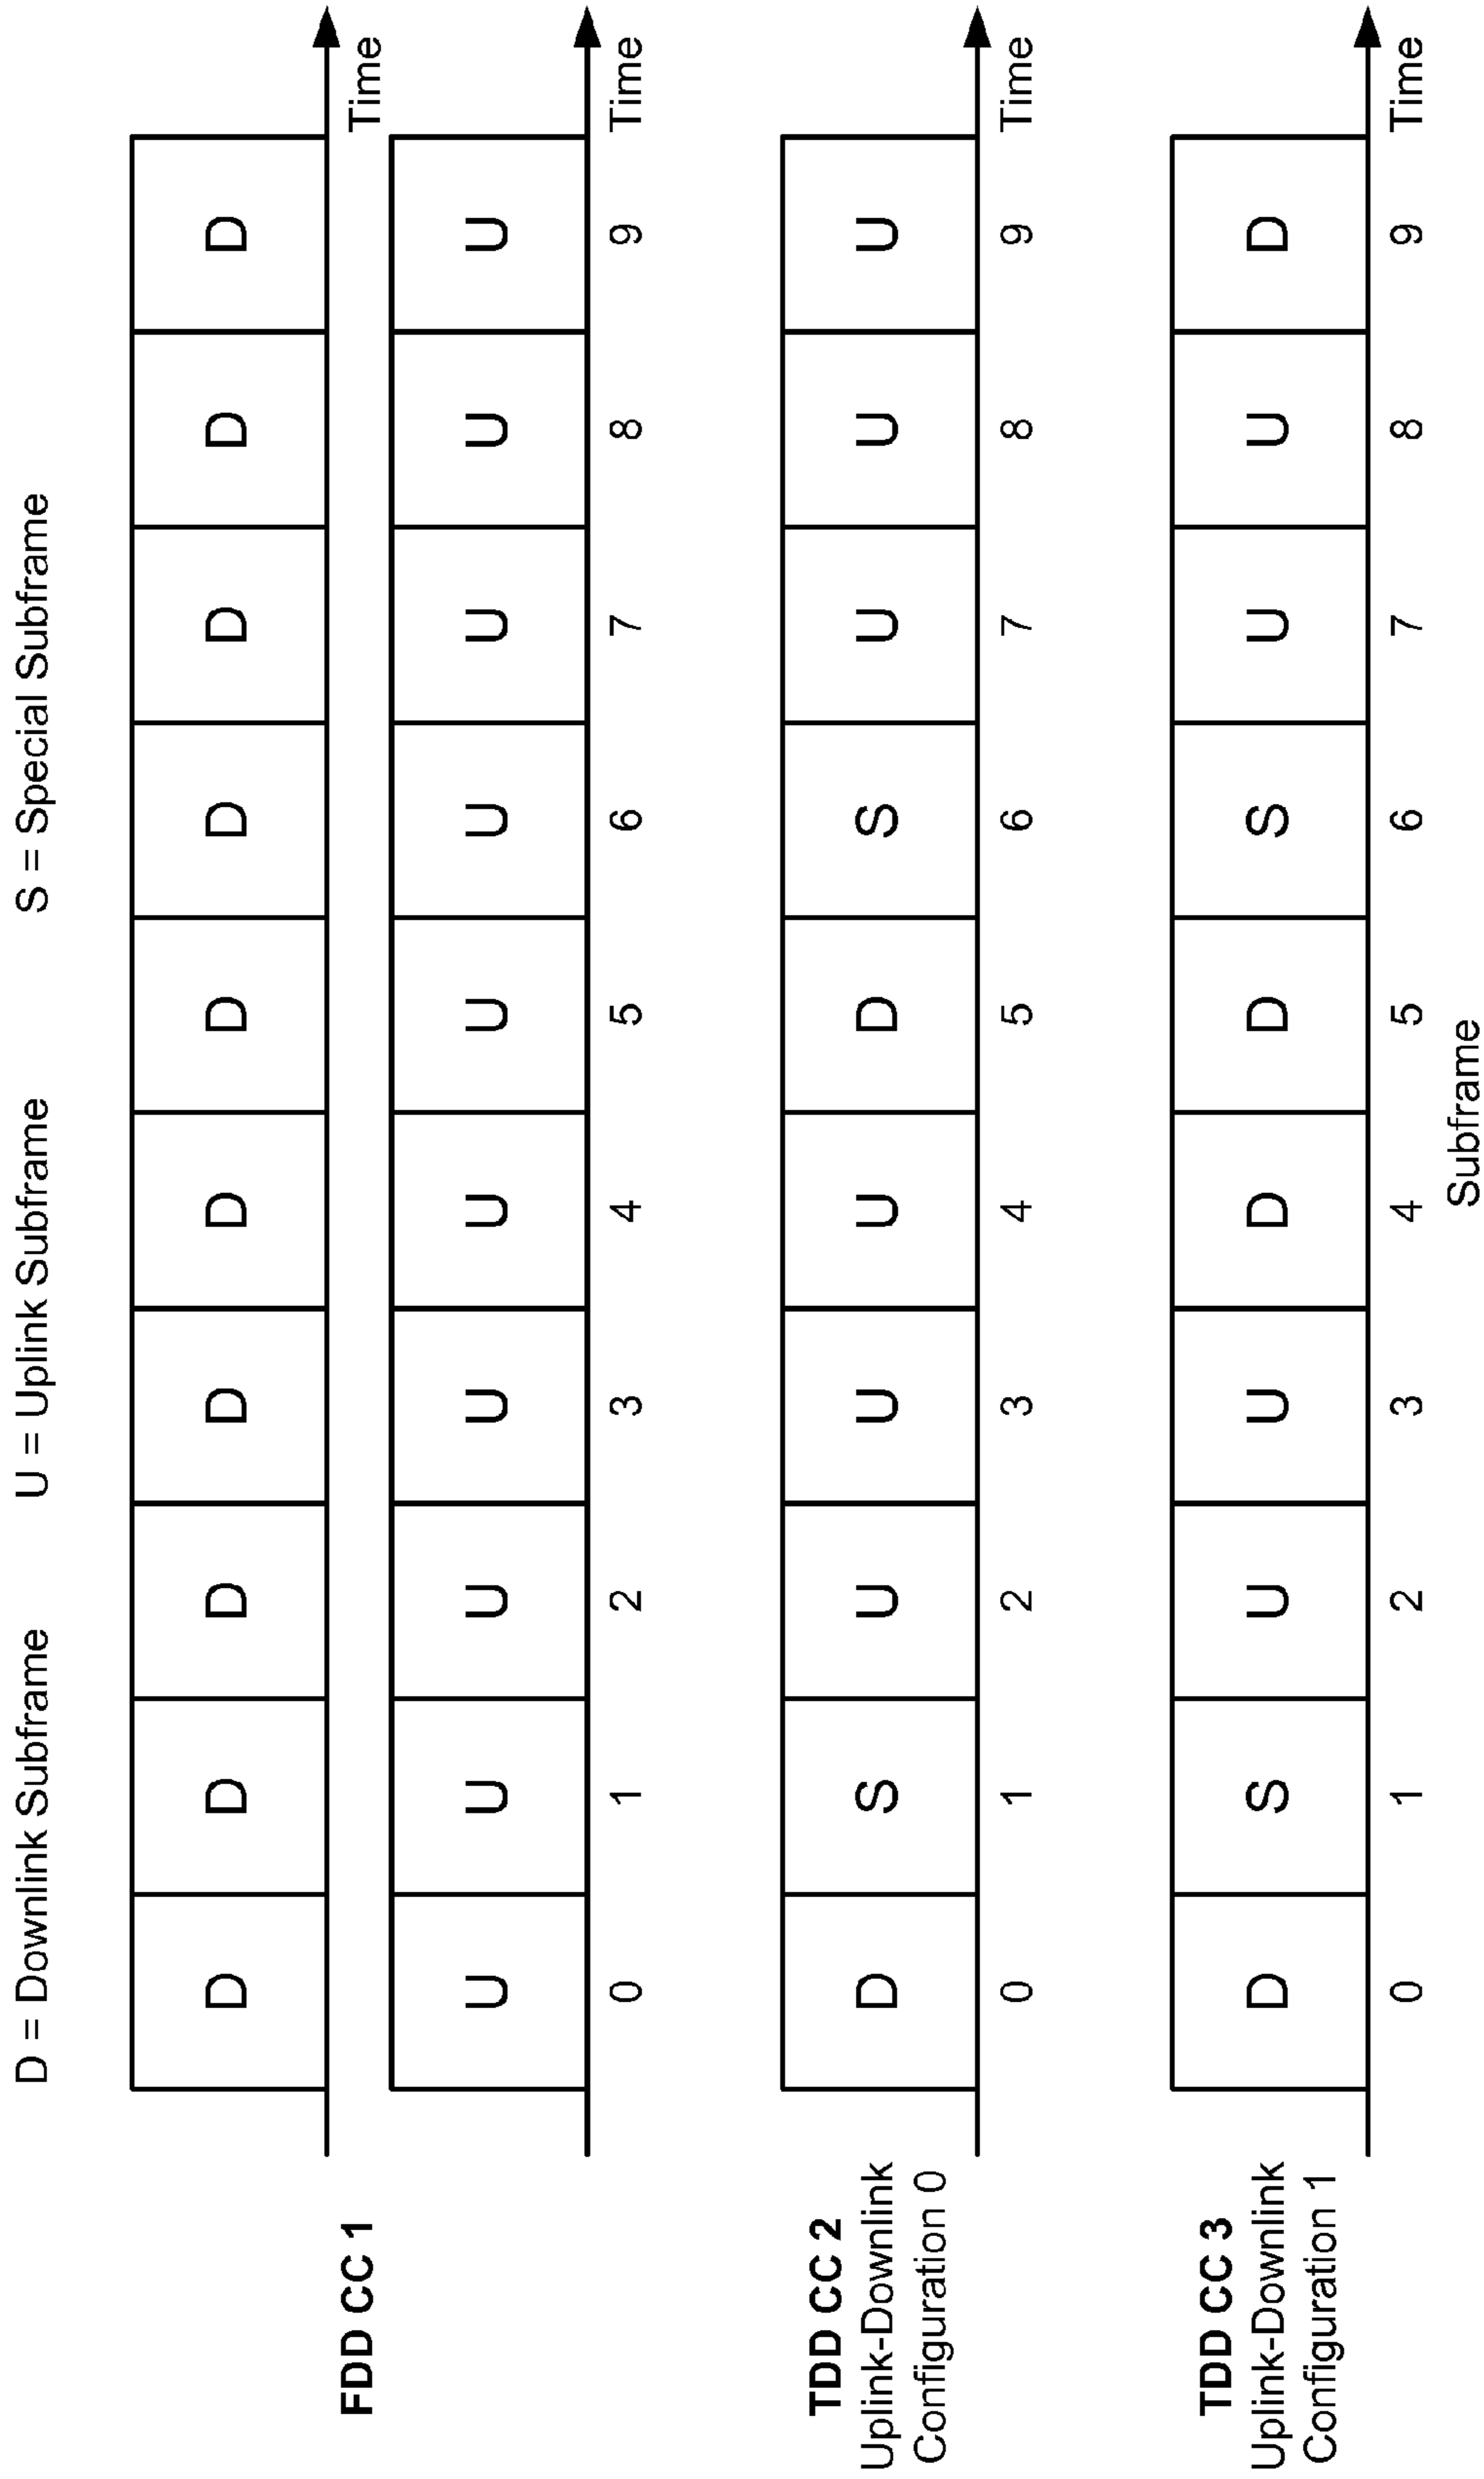 D = Downlink Subframe U = Uplink Subframe S = Special Subframe
D D D D D D D D D D
Time
FDD CC 1
U U U U U U U U U U
0 1 2 3 4 5 6 7 8 9 Time
TDD CC 2
Uplink-Downlink
Configuration 0
D S U U U D S U U U
0 1 2 3 4 5 6 7 8 9 Time
TDD CC 3
Uplink-Downlink
Configuration 1
D S U U D D S U U D
0 1 2 3 4 5 6 7 8 9 Time
Subframe